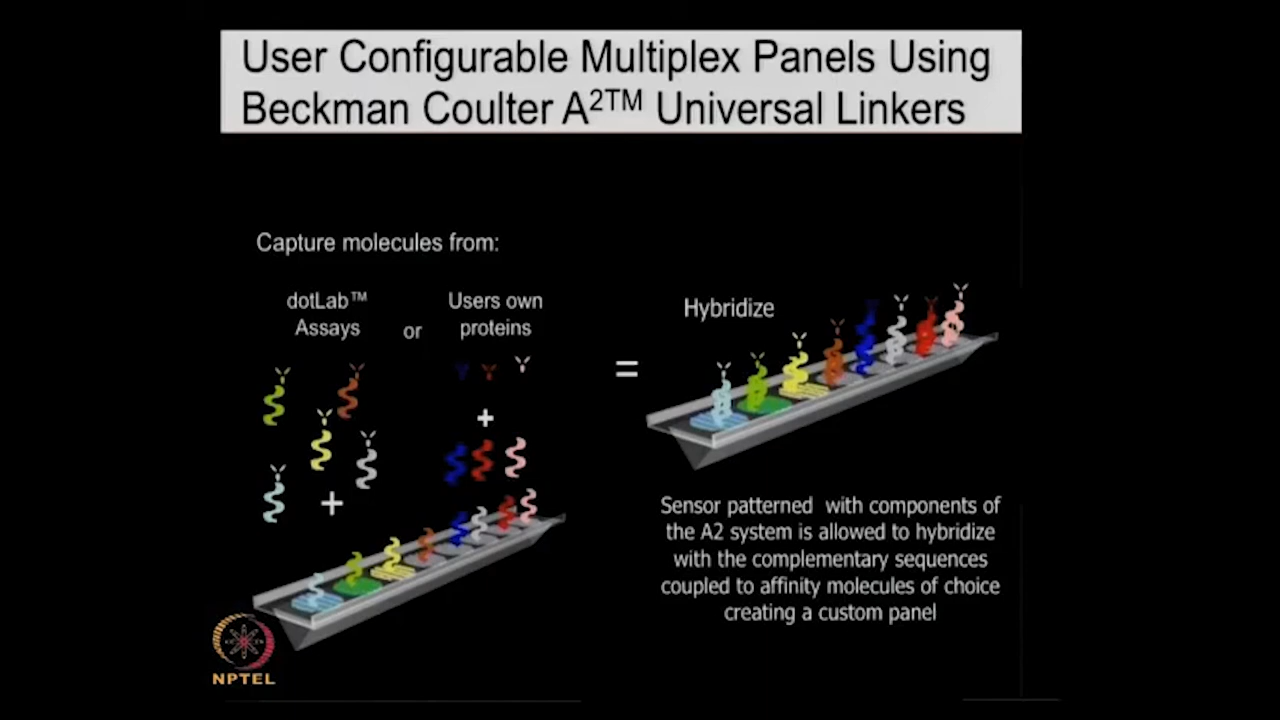 User Configurable Multiplex Panels Using
Beckman Coulter A²™ Universal Linkers
Capture molecules from:
dotLab™
Assays
or
Users own
proteins
+
+
=
Hybridize
Sensor patterned with components of
the A2 system is allowed to hybridize
with the complementary sequences
coupled to affinity molecules of choice
creating a custom panel
NPTEL